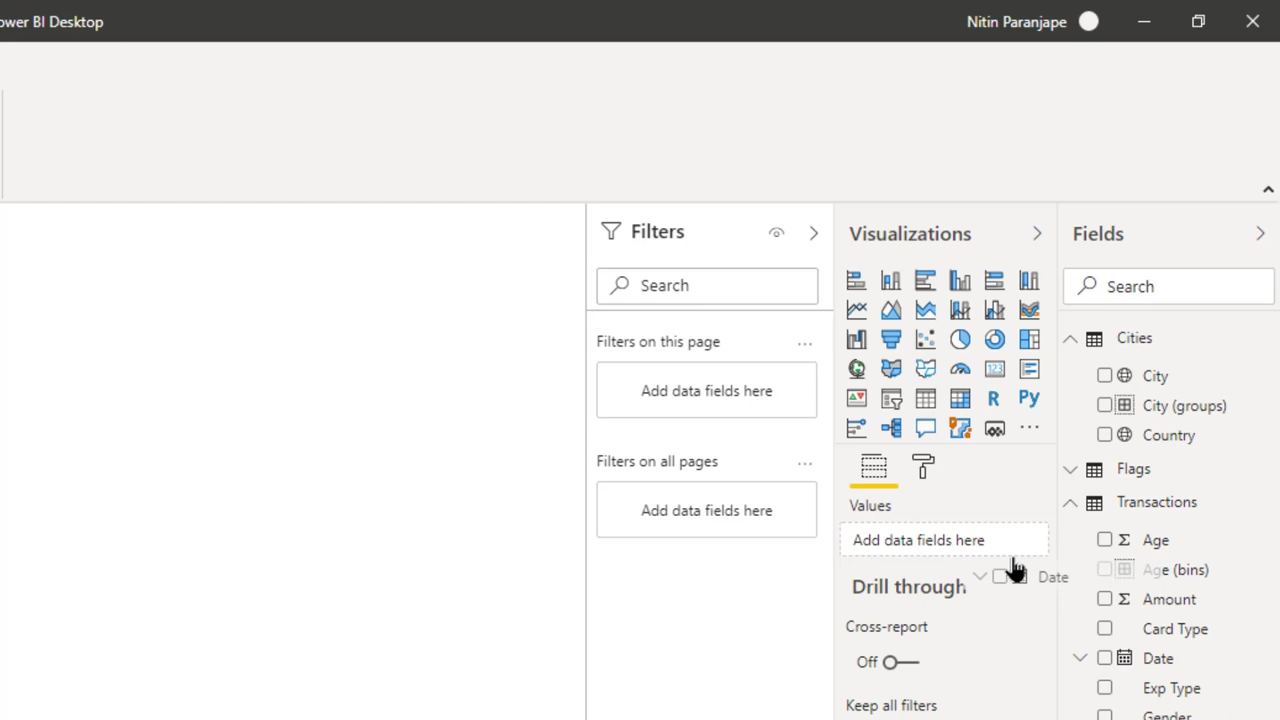 ower BI Desktop
Nitin Paranjape
Filters
Search
Filters on this page
...
Add data fields here
Filters on all pages
...
Add data fields here
Visualizations
123
R
Py
...
Values
Add data fields here
Date
Drill through
Cross-report
Off
Keep all filters
Fields
Search
Cities
City
City (groups)
Country
Flags
Transactions
Σ Age
Age (bins)
Σ Amount
Card Type
Date
Exp Type
Gender